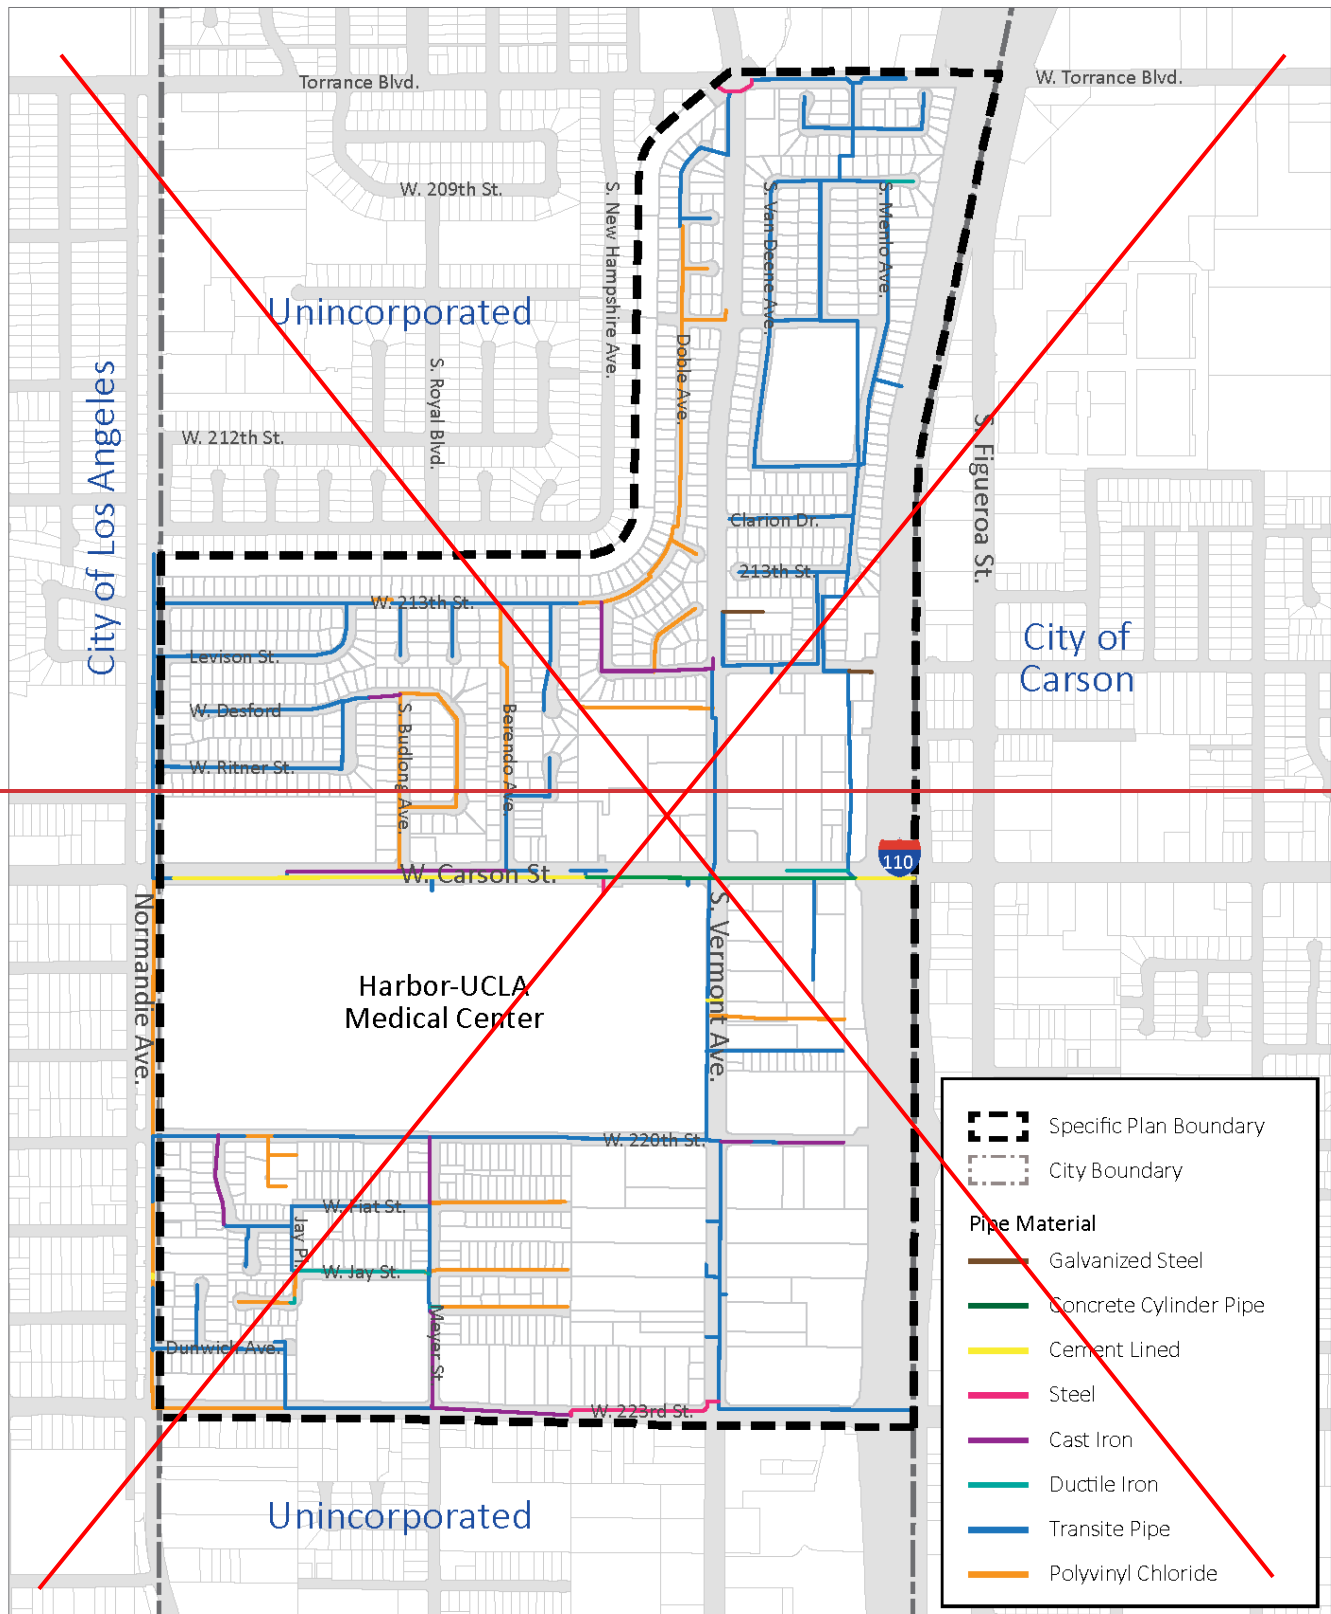 Torrance Blvd.
W. Torrance Blvd.
W. 209th St.
S. New Hampshire Ave.
S. Van Deene Ave.
S. Menlo Ave.
Unincorporated
Doble Ave.
S. Royal Blvd.
City of Los Angeles
W. 212th St.
S. Figueroa St.
Clarion Dr.
213th St.
W. 213th St.
City of
Carson
Levison St.
W. Desford
S. Budlong Ave.
Berendo Ave.
W. Ritner St.
110
W. Carson St.
Normandie Ave.
S. Vermont Ave.
Harbor-UCLA
Medical Center
W. 220th St.
W. Fiat St.
Jay Pl
W. Jay St.
Meyer St
Dunwich Ave.
W. 223rd St.
Unincorporated
Specific Plan Boundary
City Boundary
Pipe Material
Galvanized Steel
Concrete Cylinder Pipe
Cement Lined
Steel
Cast Iron
Ductile Iron
Transite Pipe
Polyvinyl Chloride